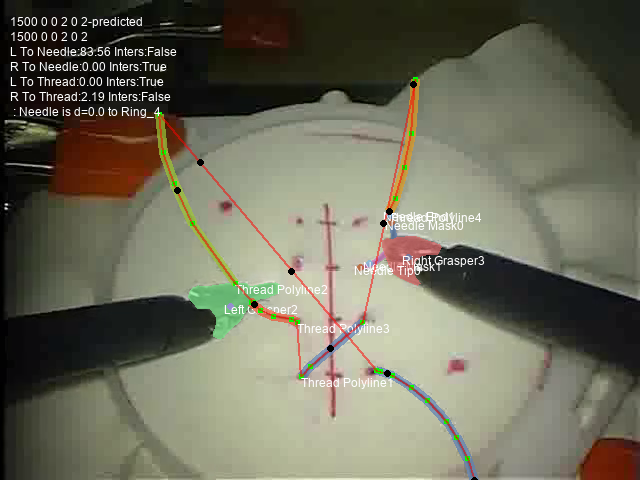 1500 0 0 2 0 2-predicted
1500 0 0 2 0 2
L To Needle:83.56 Inters:False
R To Needle:0.00 Inters:True
L To Thread:0.00 Inters:True
R To Thread:2.19 Inters:False
: Needle is d=0.0 to Ring_4
Thread Polyline4
Needle Mask0
Right Grasper3
Needle Tip0
Thread Polyline2
Left Grasper2
Thread Polyline3
Thread Polyline1